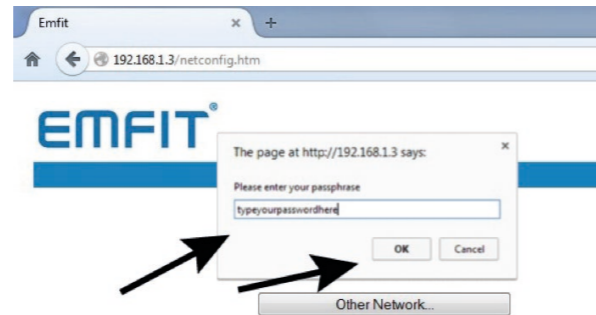 Emfit × +
192.168.1.3/netconfig.htm
EMFIT®
The page at http://192.168.1.3 says: ×
Please enter your passphrase
typeyourpasswordhere
OK Cancel
Other Network...